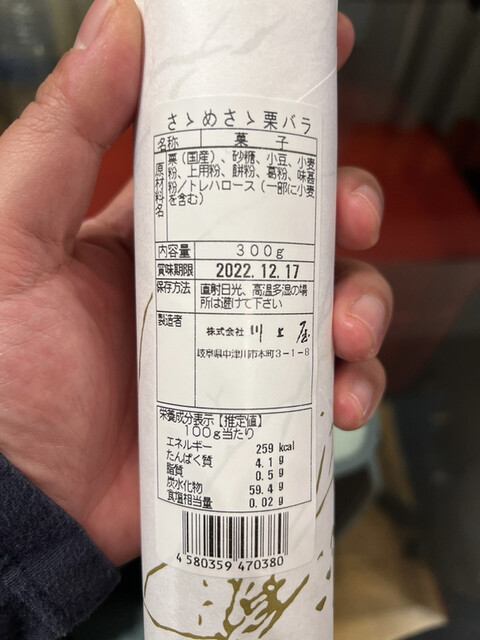 さゝめさゝ栗バラ
名称 菓子
原材料名 栗(国産)、砂糖、小豆、小麦
粉、上用粉、餅粉、葛粉、味甚
粉/トレハロース(一部に小麦
を含む)
内容量 300g
賞味期限 2022.12.17
保存方法 直射日光、高温多湿の場
所は避けて下さい
製造者 株式会社 川上屋
岐阜県中津川市本町3-1-8
栄養成分表示【推定値】
100g当たり
エネルギー 259 kcal
たんぱく質 4.1 g
脂質 0.5 g
炭水化物 59.4 g
食塩相当量 0.02 g
4 580359 470380